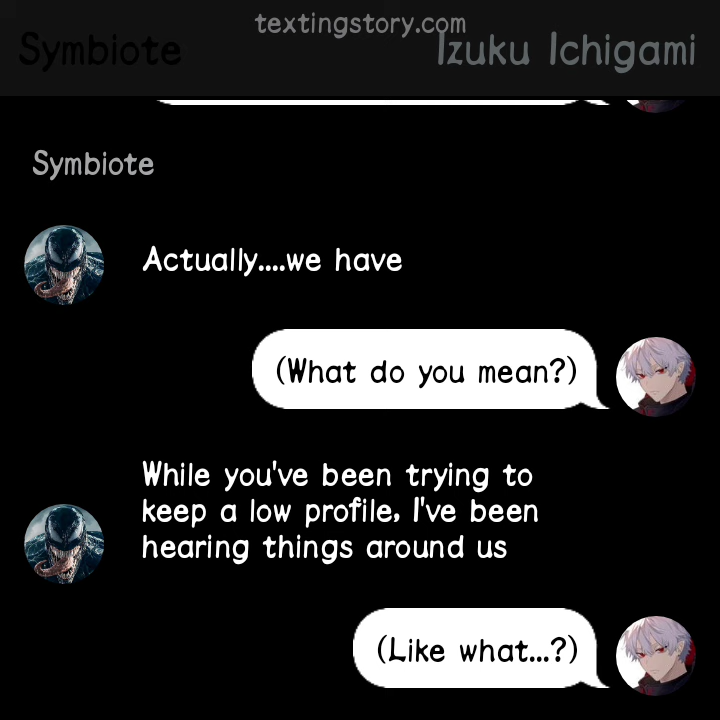 textingstory.com
Symbiote
Izuku Ichigami
Symbiote
Actually....we have
(What do you mean?)
While you've been trying to
keep a low profile, I've been
hearing things around us
(Like what...?)